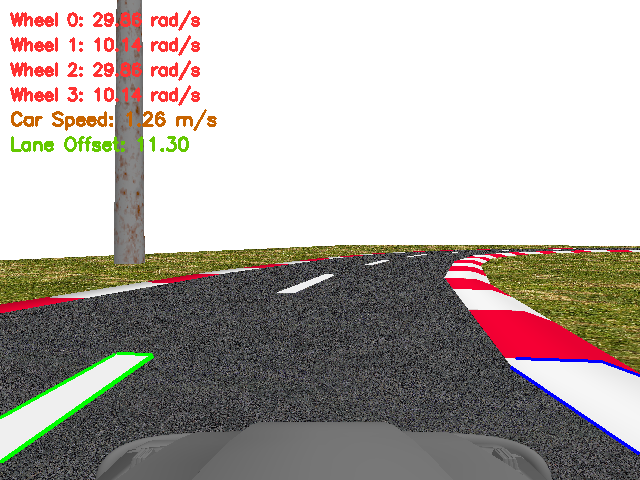 Wheel 0: 29.86 rad/s
Wheel 1: 10.14 rad/s
Wheel 2: 29.86 rad/s
Wheel 3: 10.14 rad/s
Car Speed: 1.26 m/s
Lane Offset: 11.30